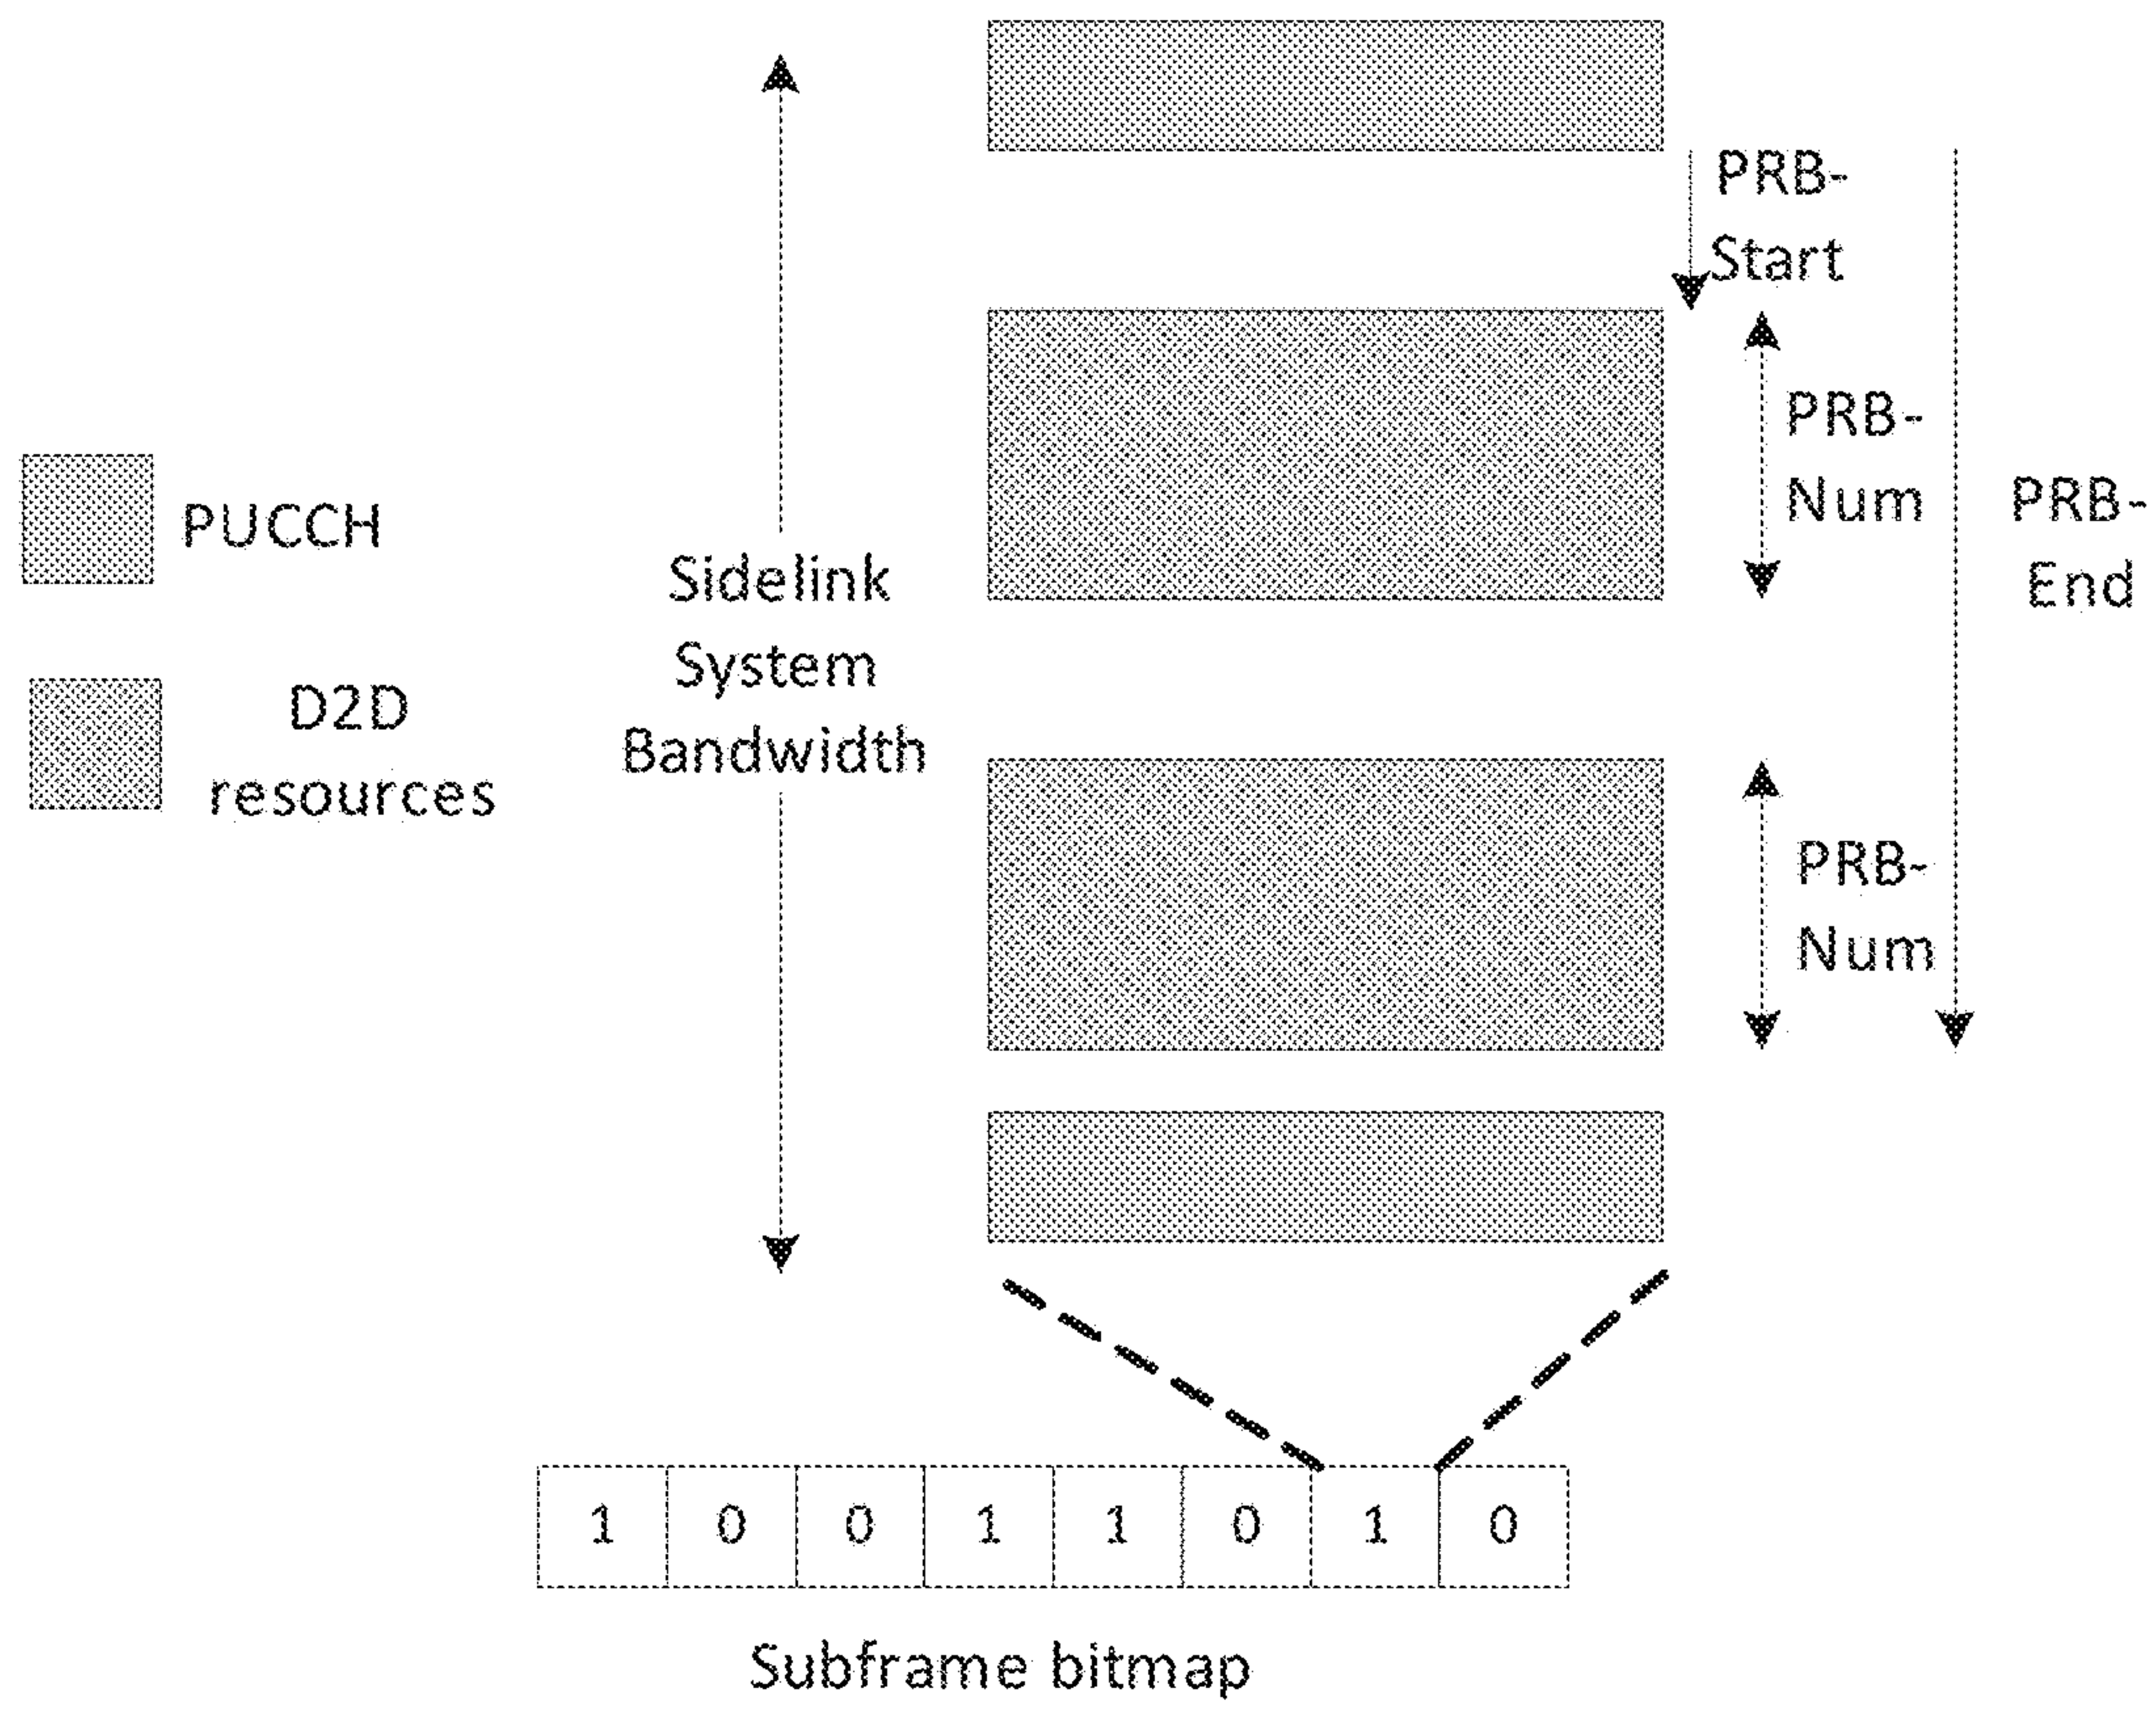 PRB-
Start
PRB-
Num
PRB-
End
PUCCH
Sidelink
System
Bandwidth
D2D
resources
PRB-
Num
1 0 0 1 1 0 1 0
Subframe bitmap